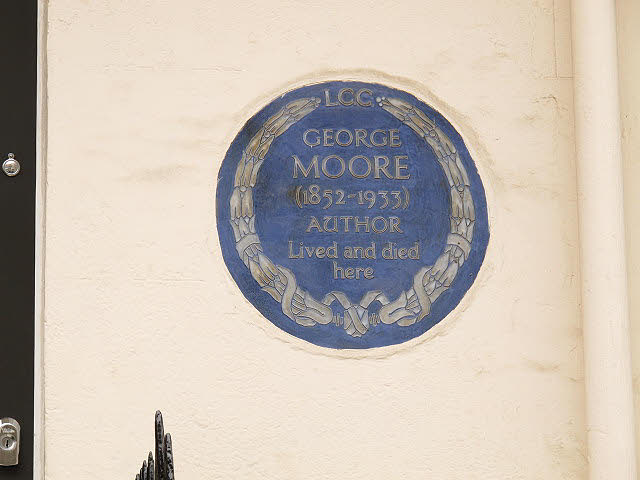 LCC
GEORGE
MOORE
(1852-1933)
AUTHOR
Lived and died
here